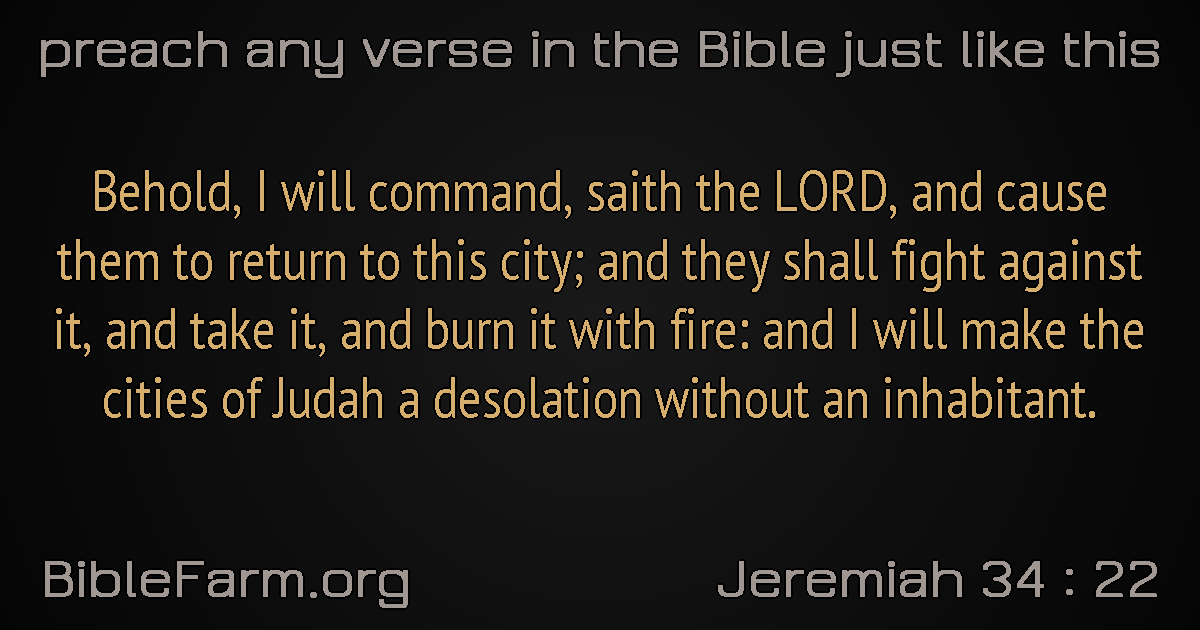 preach any verse in the Bible just like this
Behold, I will command, saith the LORD, and cause
them to return to this city; and they shall fight against
it, and take it, and burn it with fire: and I will make the
cities of Judah a desolation without an inhabitant.
BibleFarm.org
Jeremiah 34 : 22